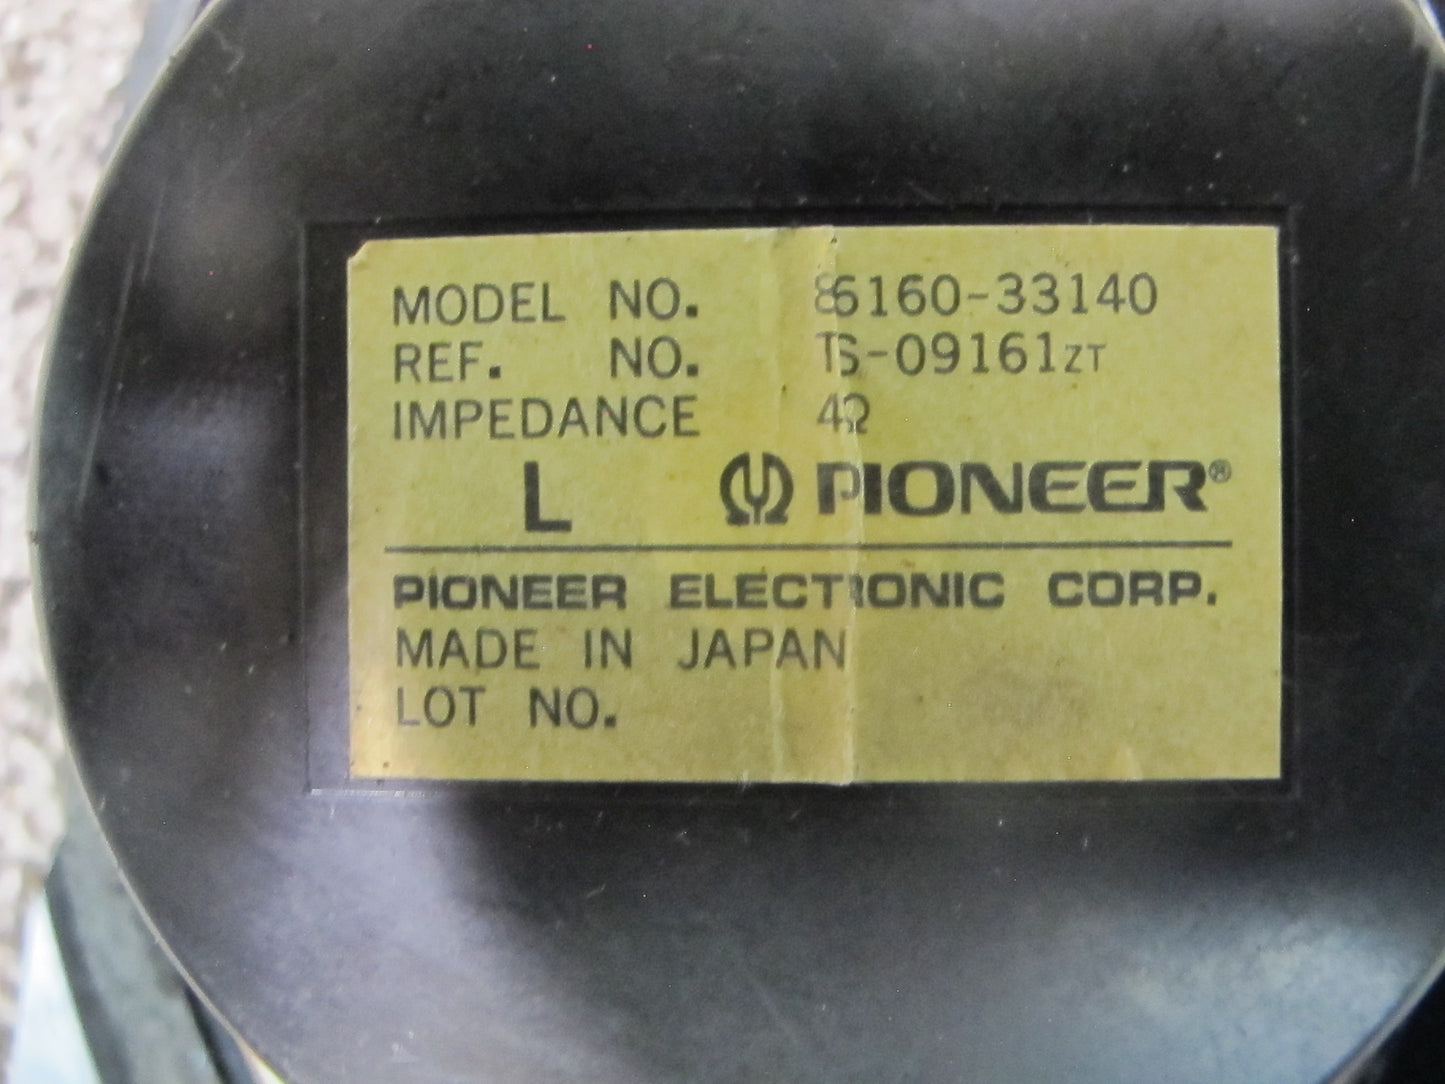 MODEL NO. 86160-33140
REF. NO. TS-09161ZT
IMPEDANCE 4Ω
L PIONEER®
PIONEER ELECTRONIC CORP.
MADE IN JAPAN
LOT NO.